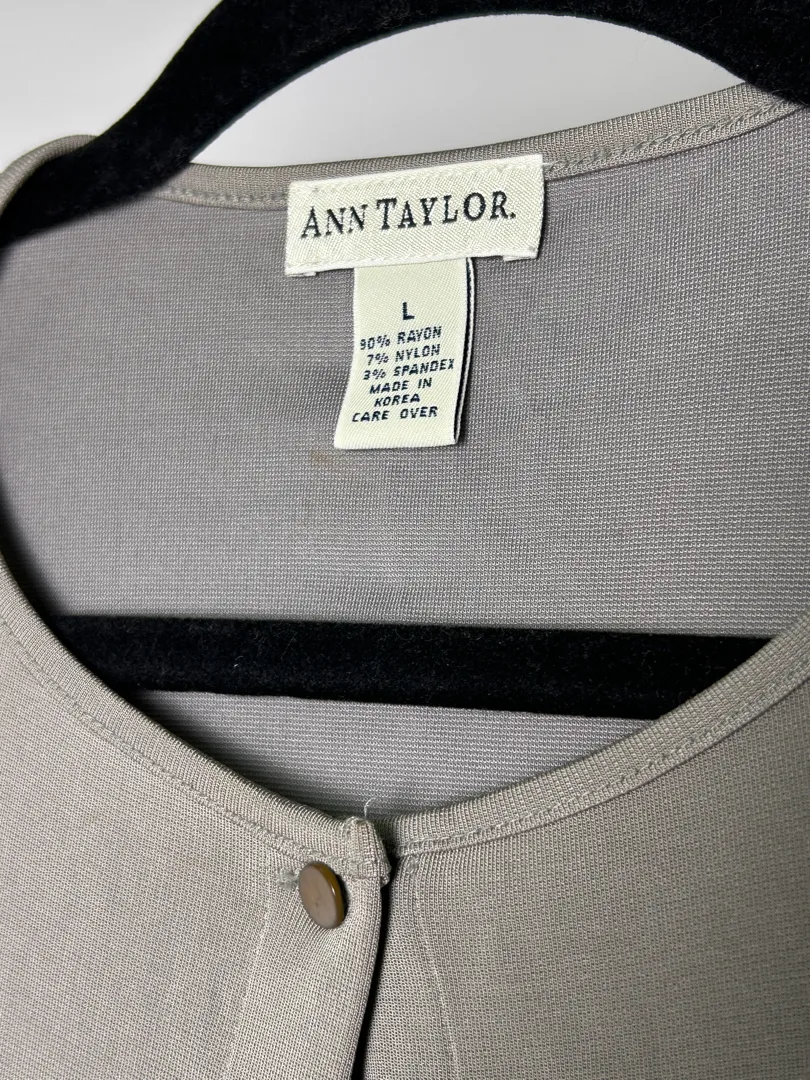 ANN TAYLOR.
L
90% RAYON
7% NYLON
3% SPANDEX
MADE IN
KOREA
CARE OVER